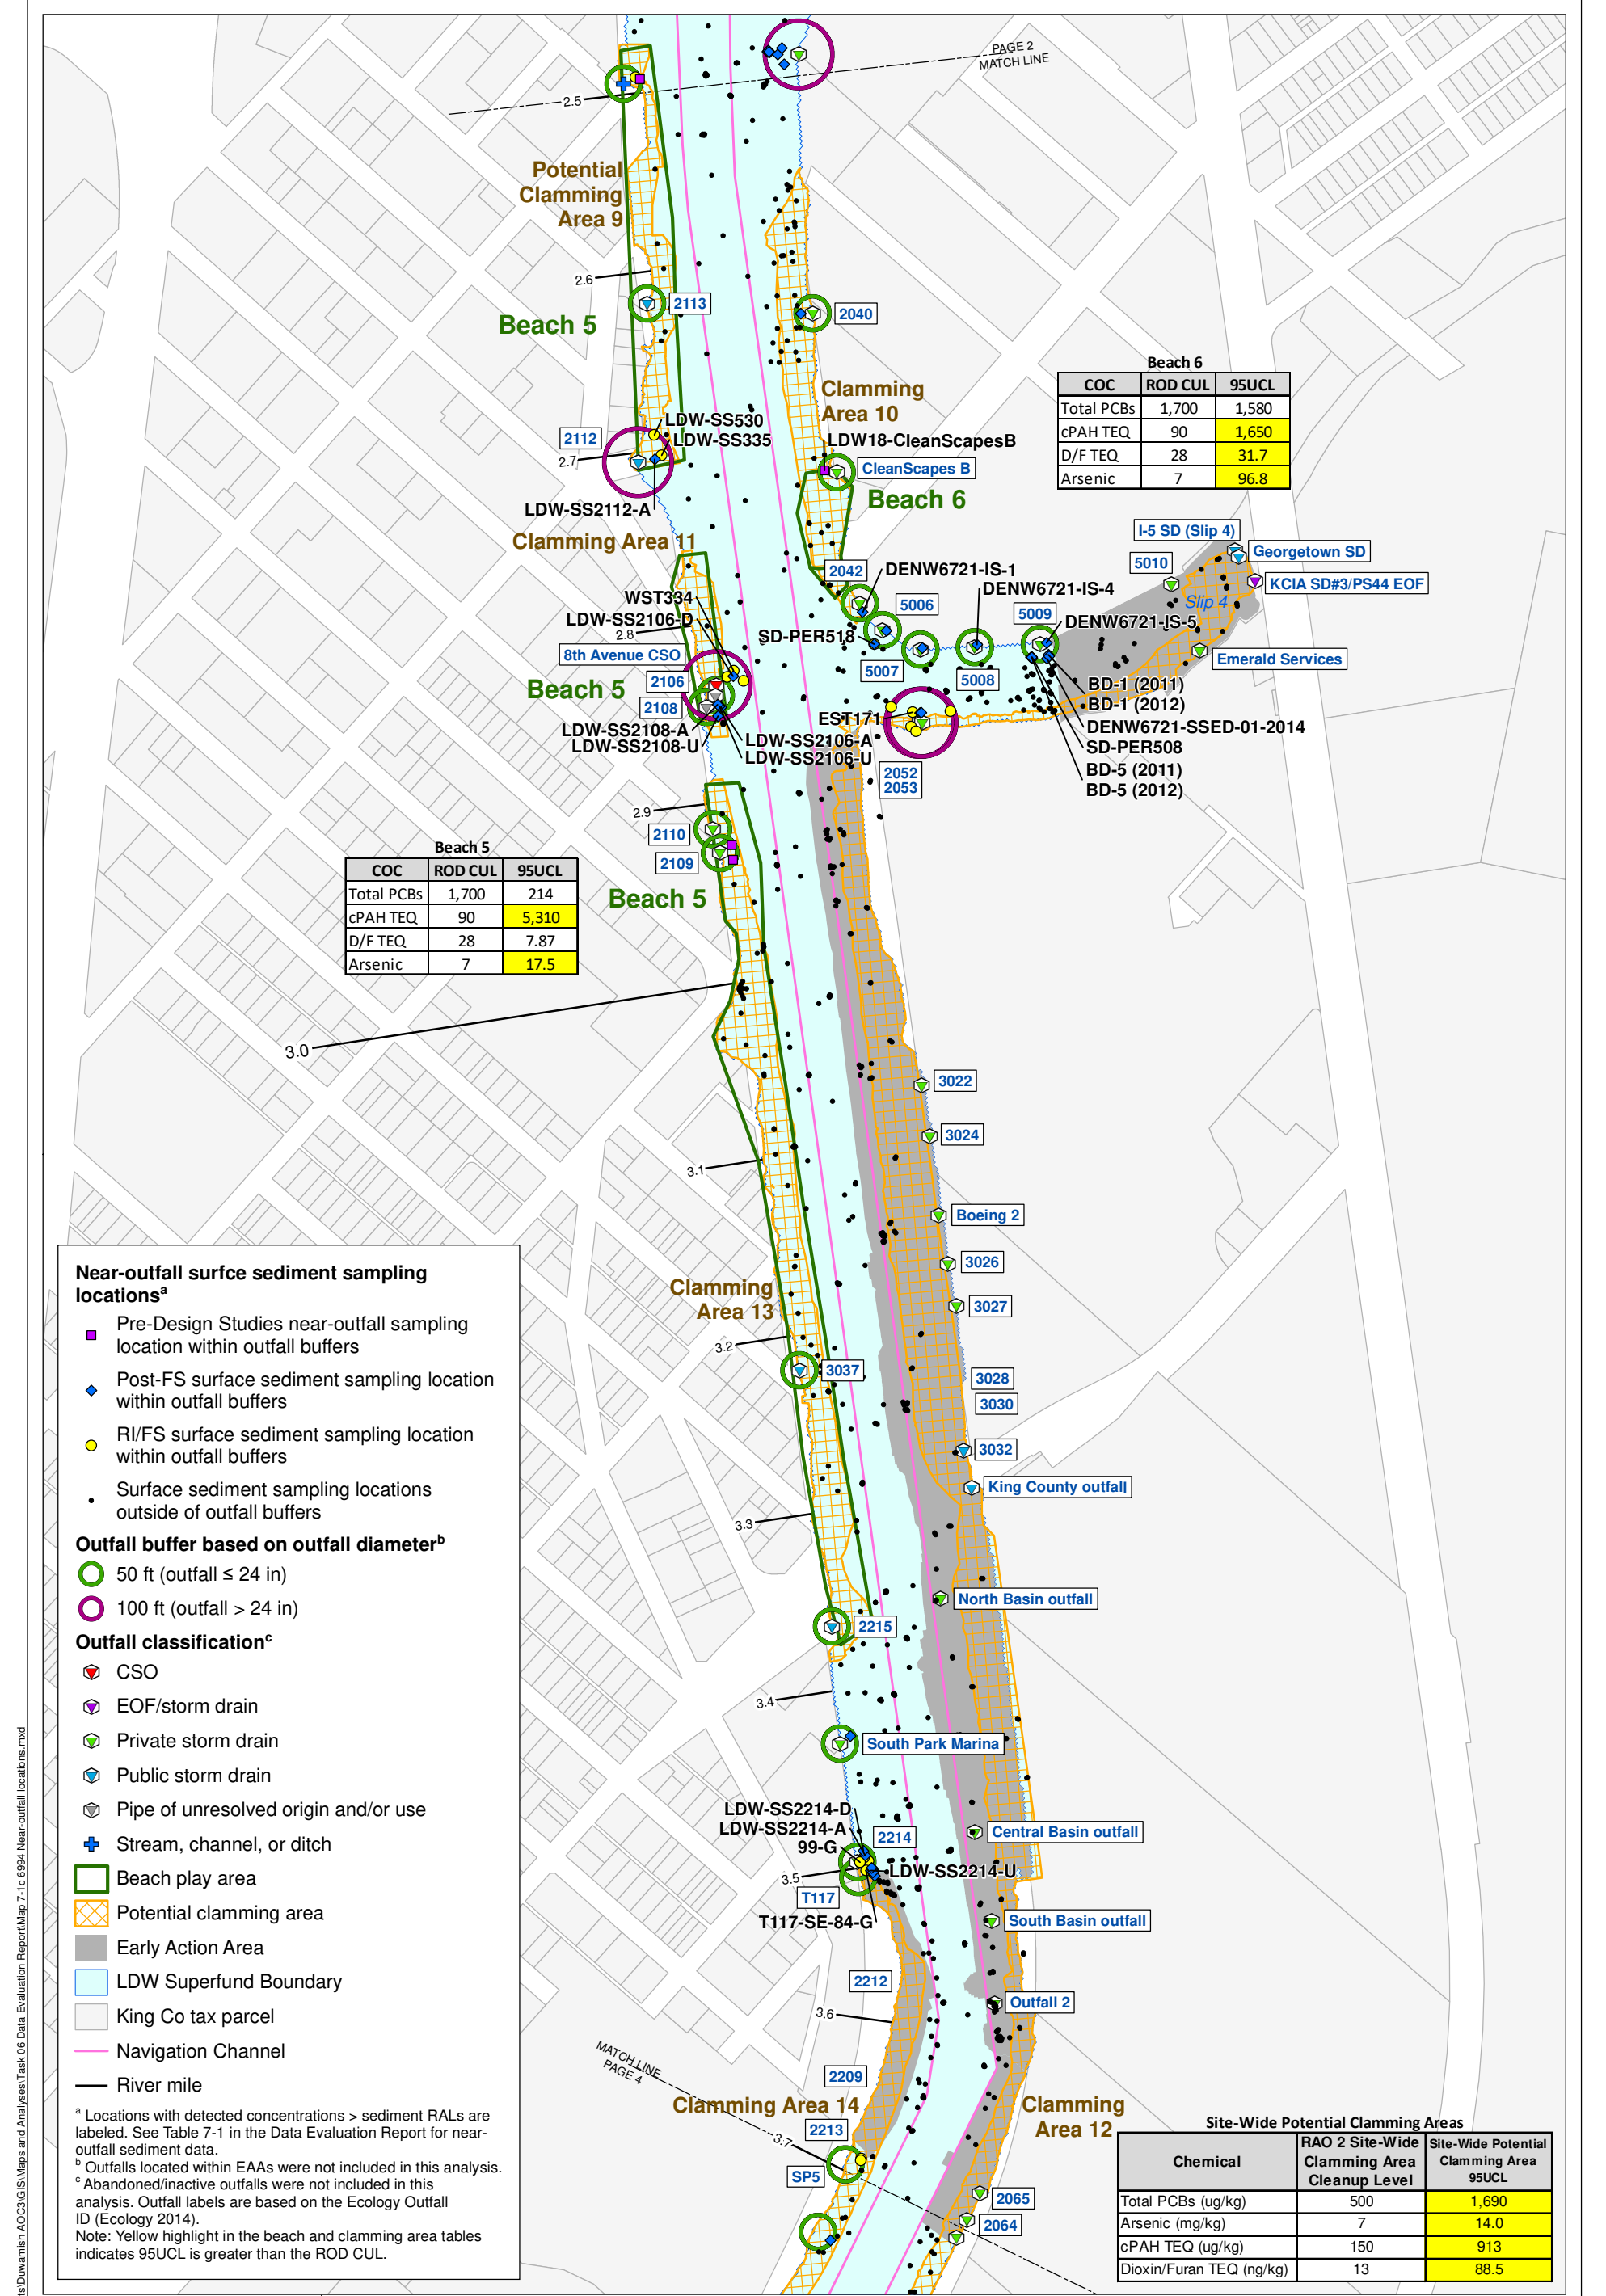 PAGE 2
MATCH LINE
2.5
Potential
Clamming
Area 9
2.6
2113
Beach 5
2040
Clamming
Area 10
LDW-SS530
LDW-SS335
2112
2.7
LDW18-CleanScapesB
CleanScapes B
Beach 6
LDW-SS2112-A
Clamming Area 11
Beach 6
COC ROD CUL 95UCL
Total PCBs 1,700 1,580
cPAH TEQ 90 1,650
D/F TEQ 28 31.7
Arsenic 7 96.8
I-5 SD (Slip 4)
Georgetown SD
5010
KCIA SD#3/PS44 EOF
Slip 4
Emerald Services
2042
DENW6721-IS-1
DENW6721-IS-4
5006
5009
DENW6721-IS-5
WST334
LDW-SS2106-D
2.8
SD-PER518
8th Avenue CSO
5007
5008
2106
Beach 5
2108
BD-1 (2011)
BD-1 (2012)
EST171
DENW6721-SSED-01-2014
LDW-SS2108-A
LDW-SS2108-U
LDW-SS2106-A
LDW-SS2106-U
SD-PER508
BD-5 (2011)
BD-5 (2012)
2052
2053
2.9
2110
2109
Beach 5
COC ROD CUL 95UCL
Total PCBs 1,700 214
cPAH TEQ 90 5,310
D/F TEQ 28 7.87
Arsenic 7 17.5
Beach 5
3.0
3022
3024
3.1
Boeing 2
3026
Clamming
Area 13
3027
3.2
3037
3028
3030
3032
King County outfall
3.3
North Basin outfall
2215
3.4
South Park Marina
LDW-SS2214-D
LDW-SS2214-A
99-G
2214
Central Basin outfall
3.5
LDW-SS2214-U
T117
T117-SE-84-G
South Basin outfall
2212
Outfall 2
3.6
MATCH LINE
PAGE 4
2209
Clamming Area 14
Clamming
Area 12
2213
3.7
SP5
2065
2064
Site-Wide Potential Clamming Areas
Chemical RAO 2 Site-Wide Clamming Area Cleanup Level Site-Wide Potential Clamming Area 95UCL
Total PCBs (ug/kg) 500 1,690
Arsenic (mg/kg) 7 14.0
cPAH TEQ (ug/kg) 150 913
Dioxin/Furan TEQ (ng/kg) 13 88.5
Near-outfall surfce sediment sampling
locationsa
Pre-Design Studies near-outfall sampling
location within outfall buffers
Post-FS surface sediment sampling location
within outfall buffers
RI/FS surface sediment sampling location
within outfall buffers
Surface sediment sampling locations
outside of outfall buffers
Outfall buffer based on outfall diameterb
50 ft (outfall ≤ 24 in)
100 ft (outfall > 24 in)
Outfall classificationc
CSO
EOF/storm drain
Private storm drain
Public storm drain
Pipe of unresolved origin and/or use
Stream, channel, or ditch
Beach play area
Potential clamming area
Early Action Area
LDW Superfund Boundary
King Co tax parcel
Navigation Channel
River mile
a Locations with detected concentrations > sediment RALs are
labeled. See Table 7-1 in the Data Evaluation Report for near-
outfall sediment data.
b Outfalls located within EAAs were not included in this analysis.
c Abandoned/inactive outfalls were not included in this
analysis. Outfall labels are based on the Ecology Outfall
ID (Ecology 2014).
Note: Yellow highlight in the beach and clamming area tables
indicates 95UCL is greater than the ROD CUL.
ts\Duwamish AOC3\GIS\Maps and Analyses\Task 06 Data Evaluation Report\Map 7-1c 6994 Near-outfall locations.mxd